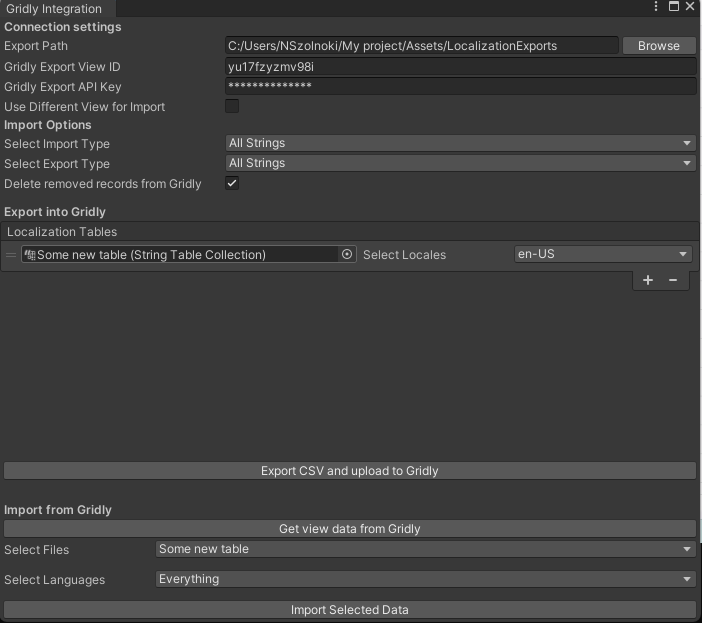 Gridly Integration
Connection settings
Export Path C:/Users/NSzolnoki/My project/Assets/LocalizationExports Browse
Gridly Export View ID yu17fzyzmv98i
Gridly Export API Key **************
Use Different View for Import
Import Options
Select Import Type All Strings
Select Export Type All Strings
Delete removed records from Gridly
Export into Gridly
Localization Tables
Some new table (String Table Collection) Select Locales en-US
+ −
Export CSV and upload to Gridly
Import from Gridly
Get view data from Gridly
Select Files Some new table
Select Languages Everything
Import Selected Data